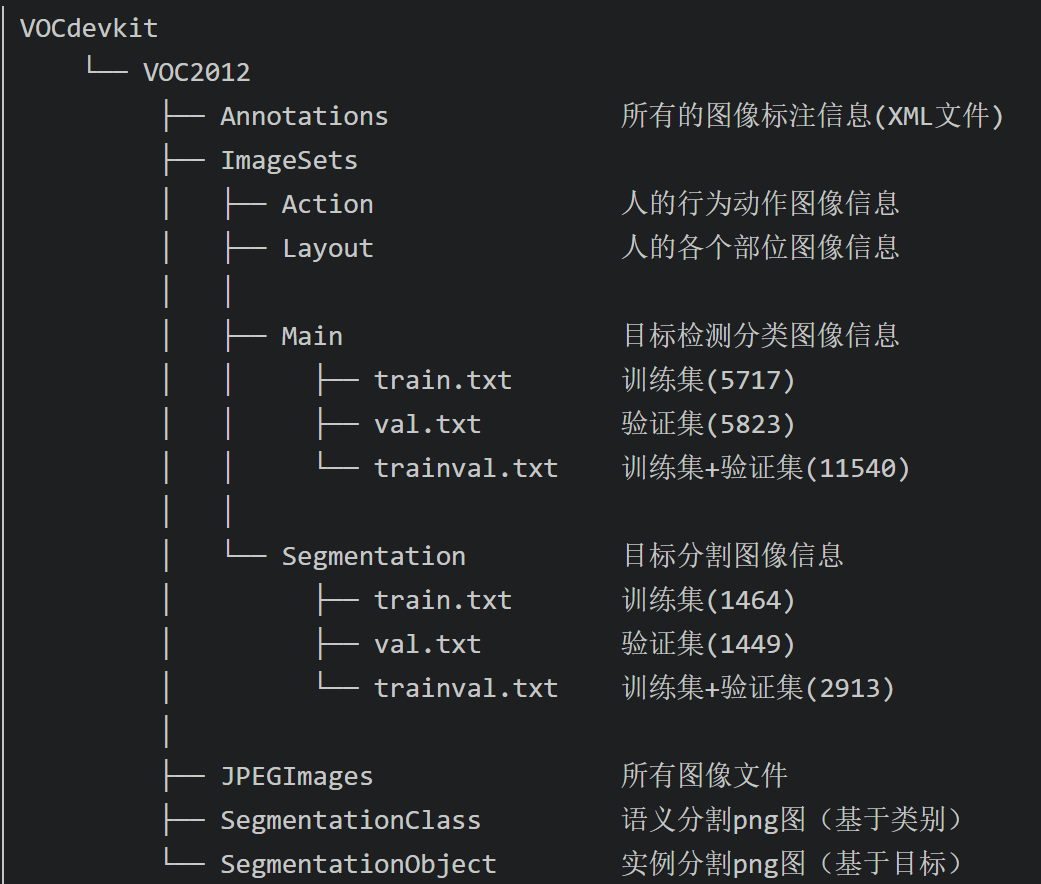 VOCdevkit
└── VOC2012
├── Annotations 所有的图像标注信息(XML文件)
├── ImageSets
│ ├── Action 人的行为动作图像信息
│ ├── Layout 人的各个部位图像信息
│ │
│ ├── Main 目标检测分类图像信息
│ │ ├── train.txt 训练集(5717)
│ │ ├── val.txt 验证集(5823)
│ │ └── trainval.txt 训练集+验证集(11540)
│ │
│ └── Segmentation 目标分割图像信息
│ ├── train.txt 训练集(1464)
│ ├── val.txt 验证集(1449)
│ └── trainval.txt 训练集+验证集(2913)
│
├── JPEGImages 所有图像文件
├── SegmentationClass 语义分割png图（基于类别）
└── SegmentationObject 实例分割png图（基于目标）